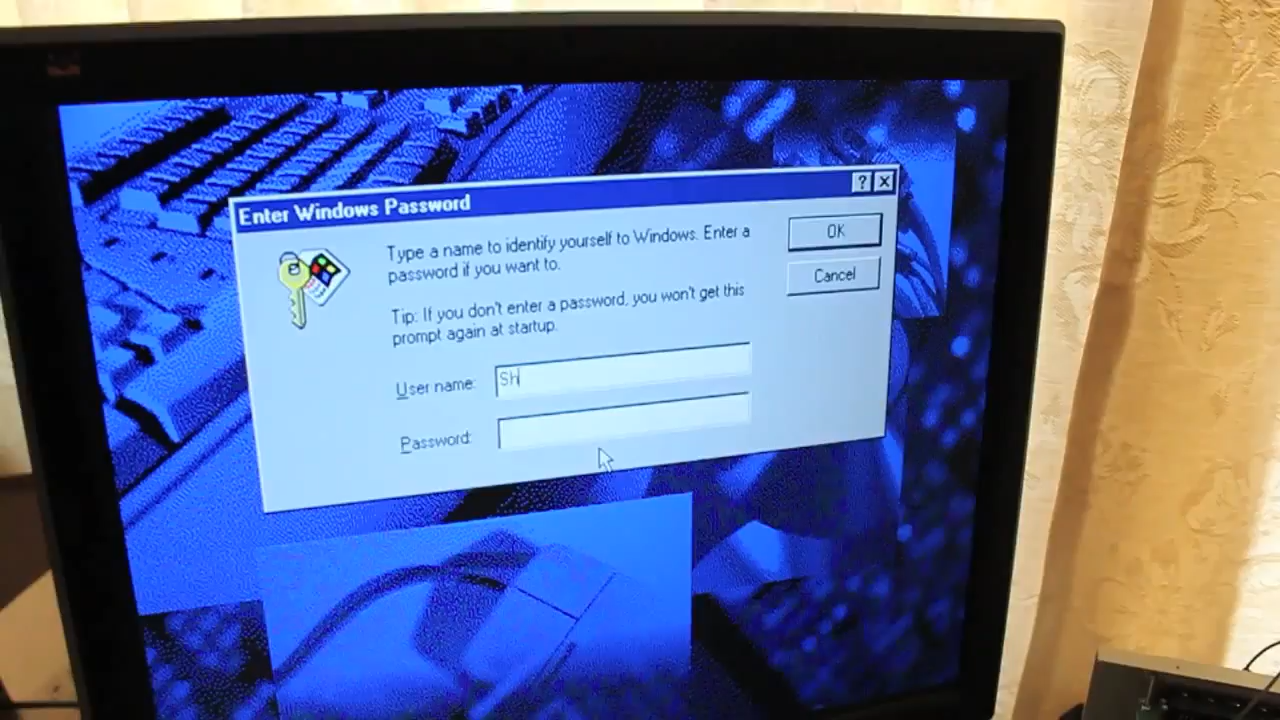 Enter Windows Password
Type a name to identify yourself to Windows. Enter a
password if you want to.
Tip: If you don't enter a password, you won't get this
prompt again at startup.
User name: Sh
Password:
OK
Cancel